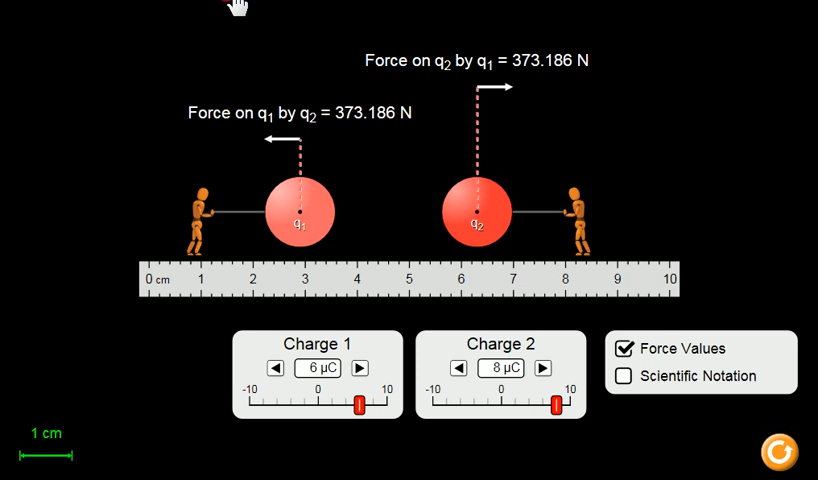 Force on q2 by q1 = 373.186 N
Force on q1 by q2 = 373.186 N
q1
q2
0 cm 1 2 3 4 5 6 7 8 9 10
Charge 1
6 µC
-10 0 10
Charge 2
8 µC
-10 0 10
Force Values
Scientific Notation
1 cm